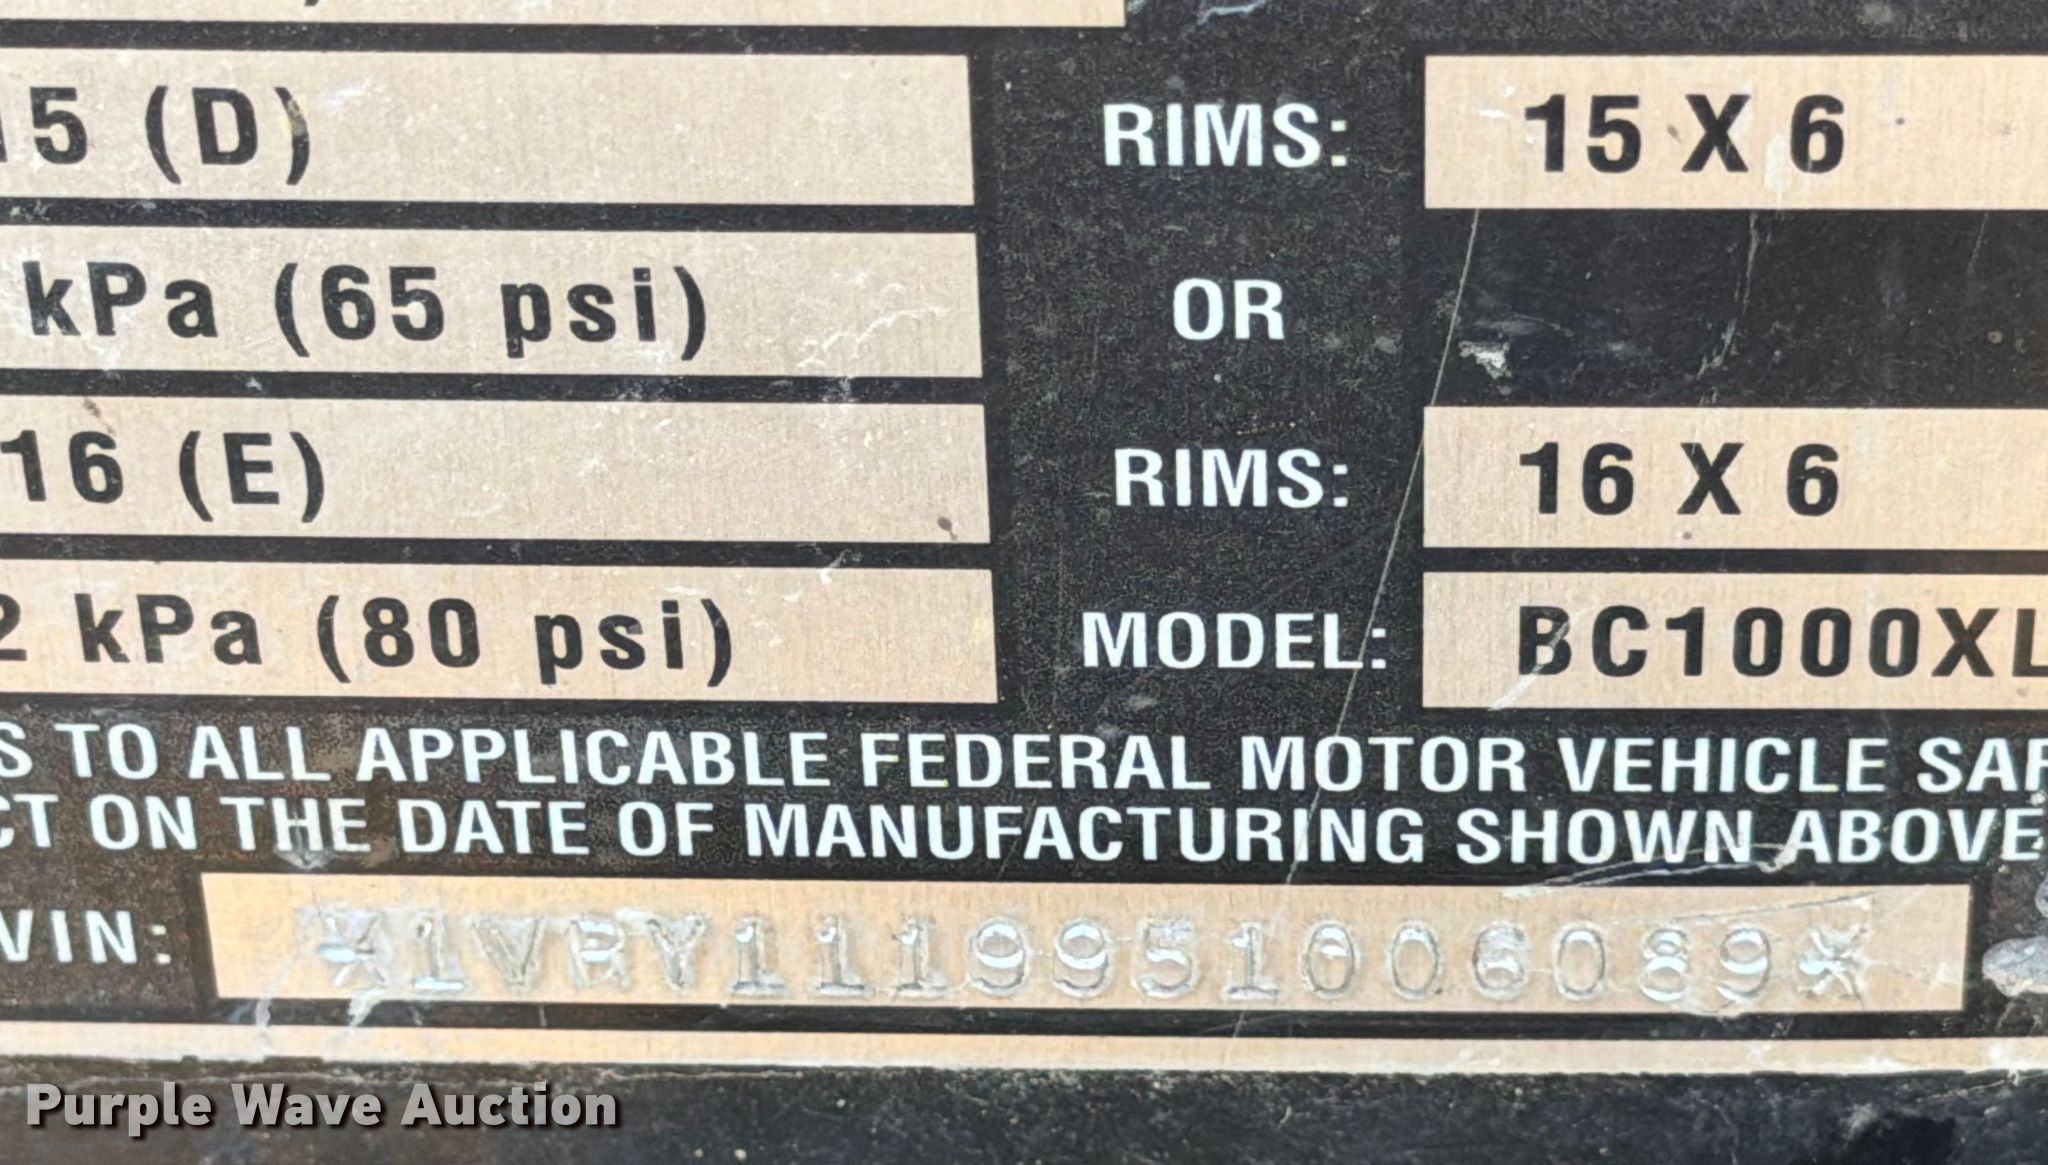 15 (D) RIMS: 15 X 6
kPa (65 psi) OR
16 (E) RIMS: 16 X 6
2 kPa (80 psi) MODEL: BC1000XL
S TO ALL APPLICABLE FEDERAL MOTOR VEHICLE SAF
CT ON THE DATE OF MANUFACTURING SHOWN ABOVE
VIN: *1VRY1119951006089*
Purple Wave Auction